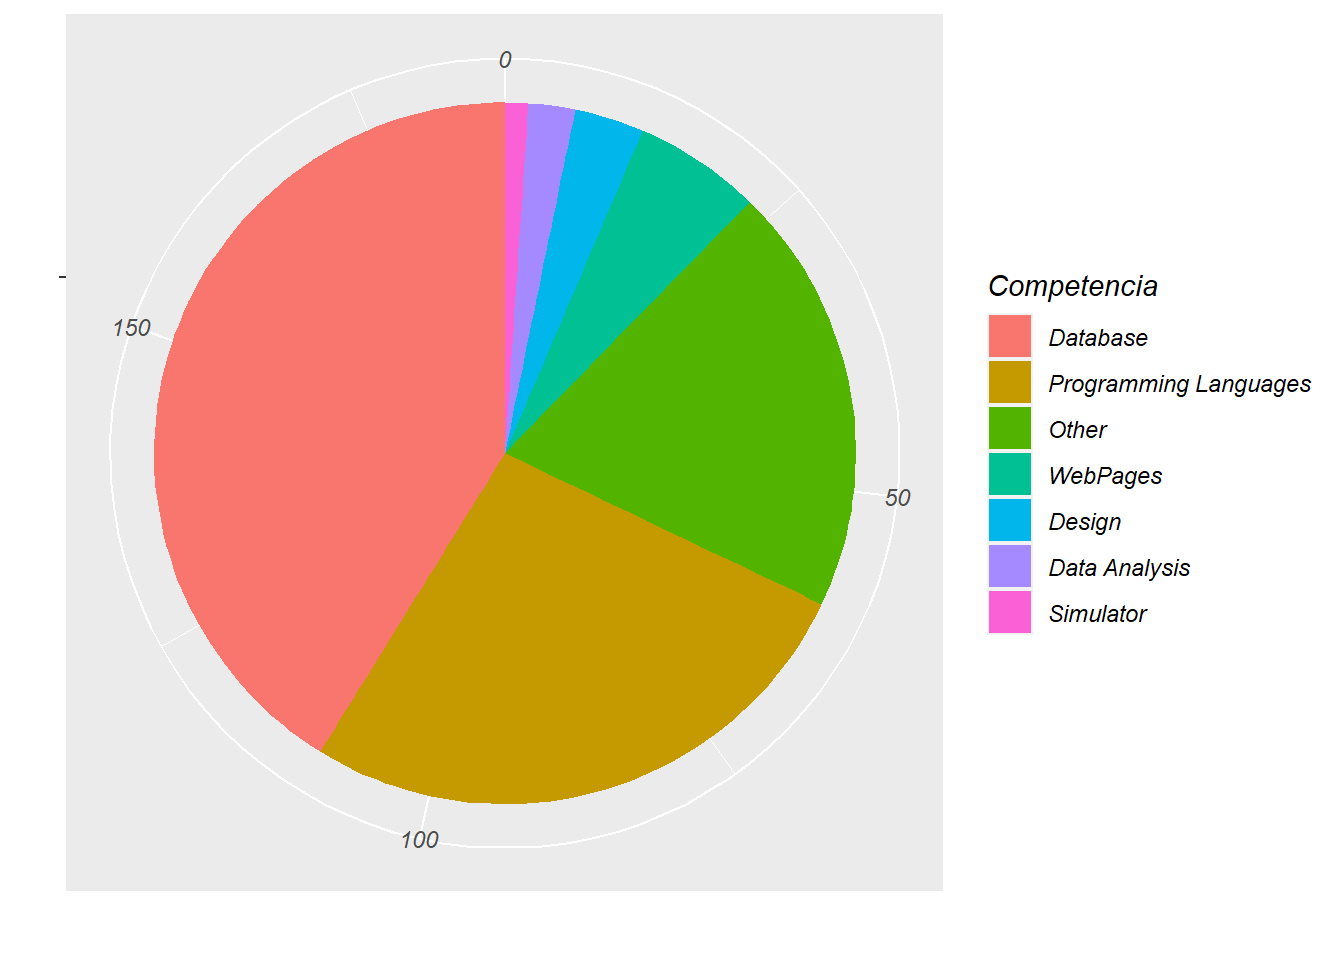 0
150
50
100
Competencia
Database
Programming Languages
Other
WebPages
Design
Data Analysis
Simulator